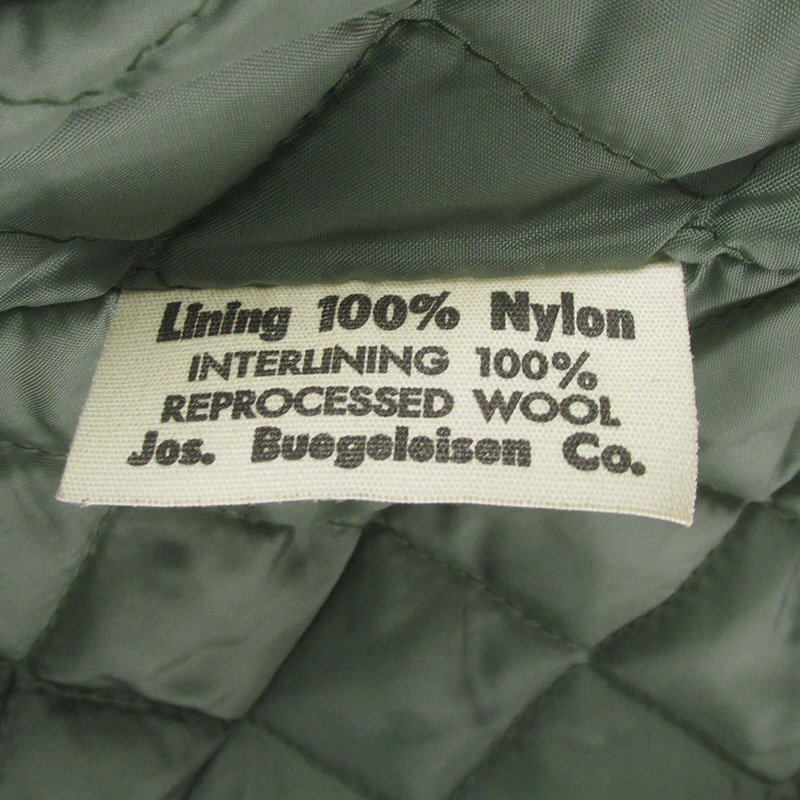 Lining 100% Nylon
INTERLINING 100%
REPROCESSED WOOL
Jos. Buegeleisen Co.